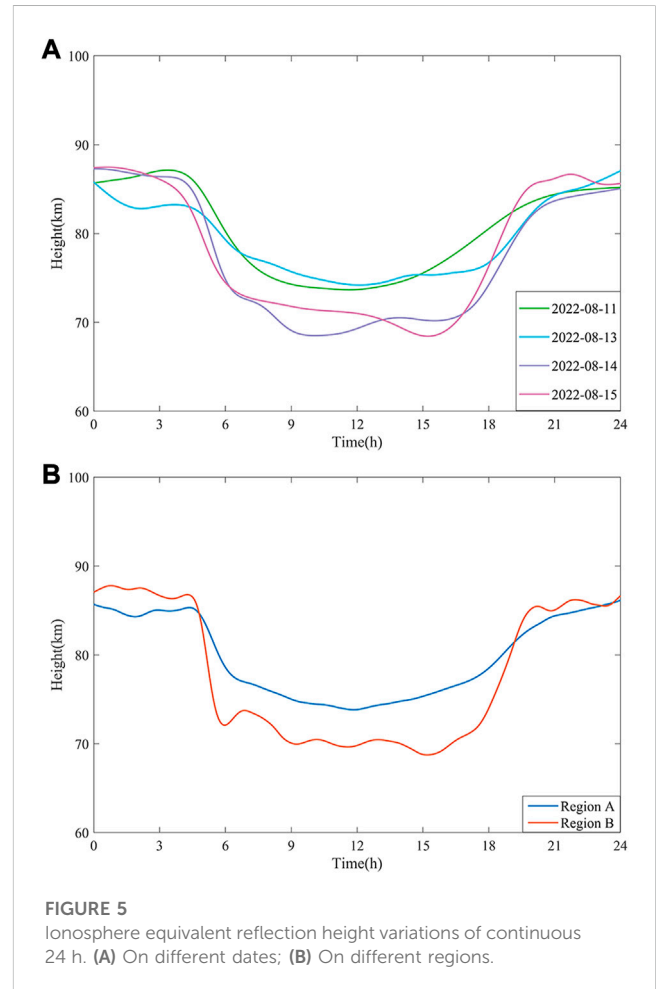 A
100
90
80
70
60
Height(km)
0 3 6 9 12 15 18 21 24
Time(h)
2022-08-11
2022-08-13
2022-08-14
2022-08-15
B
100
90
80
70
60
Height(km)
0 3 6 9 12 15 18 21 24
Time(h)
Region A
Region B
FIGURE 5
Ionosphere equivalent reflection height variations of continuous
24 h. (A) On different dates; (B) On different regions.